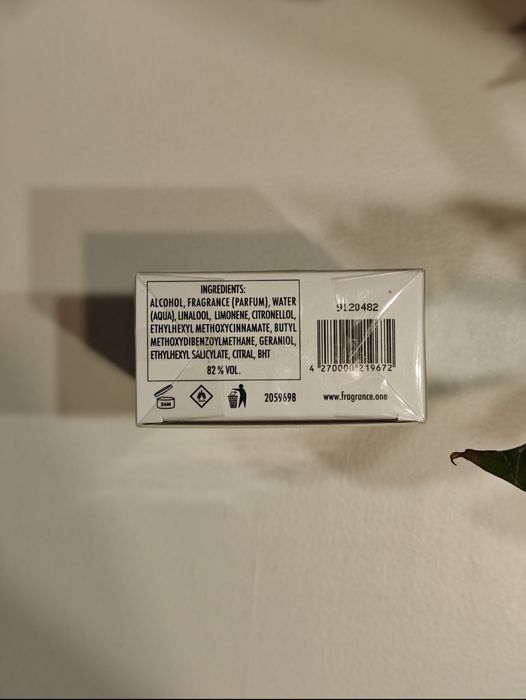 INGREDIENTS:
ALCOHOL, FRAGRANCE (PARFUM), WATER
(AQUA), LINALOOL, LIMONENE, CITRONELLOL,
ETHYLHEXYL METHOXYCINNAMATE, BUTYL
METHOXYDIBENZOYLMETHANE, GERANIOL,
ETHYLHEXYL SALICYLATE, CITRAL, BHT
82 % VOL.
36M
2059698
9120482
4 270000 219672
www.fragrance.one